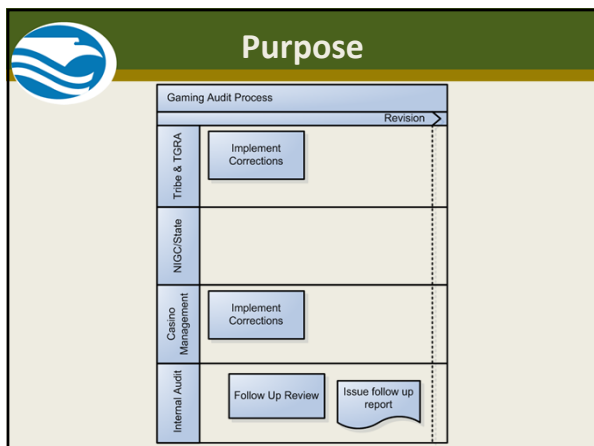 Purpose
Gaming Audit Process
Revision
Tribe & TGRA
Implement
Corrections
NIGC/State
Casino
Management
Implement
Corrections
Internal Audit
Follow Up Review
Issue follow up
report